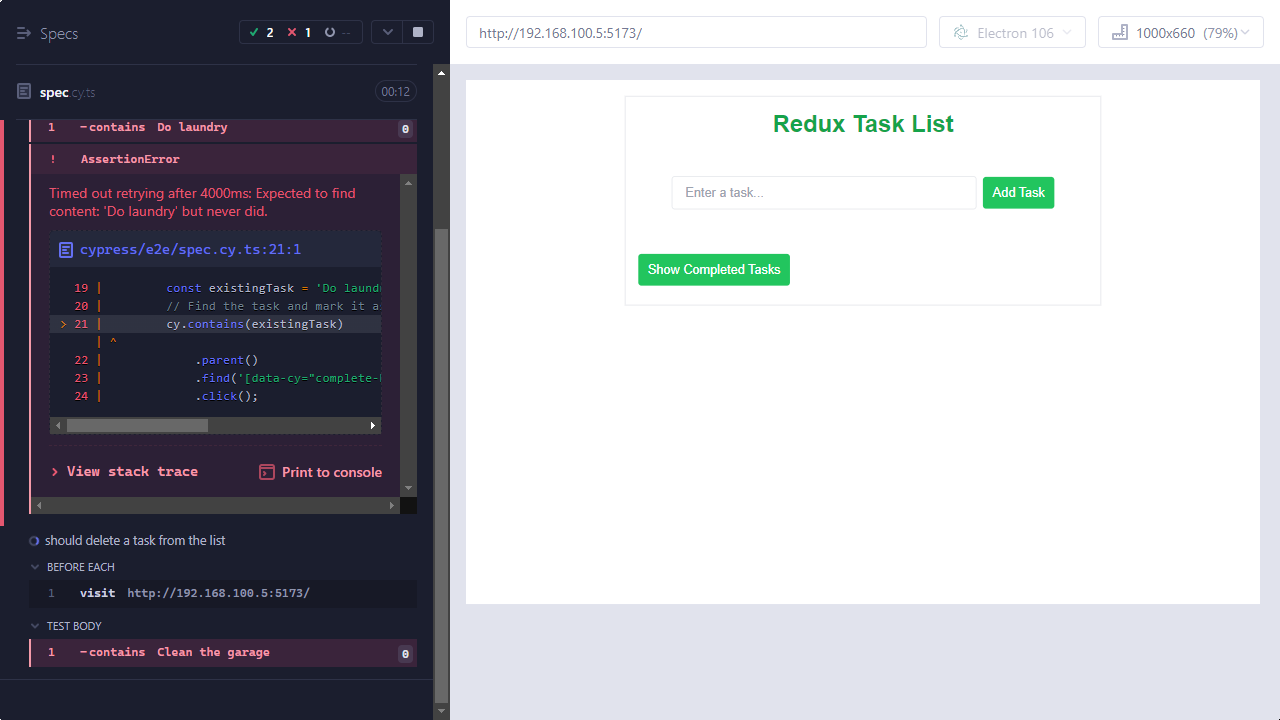 Specs
2
1
--
spec.cy.ts
00:12
1 -contains Do laundry 0
! AssertionError
Timed out retrying after 4000ms: Expected to find
content: 'Do laundry' but never did.
cypress/e2e/spec.cy.ts:21:1
19 | const existingTask = 'Do laund
20 | // Find the task and mark it a
> 21 | cy.contains(existingTask)
| ^
22 | .parent()
23 | .find('[data-cy="complete-
24 | .click();
> View stack trace
Print to console
should delete a task from the list
BEFORE EACH
1 visit http://192.168.100.5:5173/
TEST BODY
1 -contains Clean the garage 0
http://192.168.100.5:5173/
Electron 106
1000x660 (79%)
Redux Task List
Enter a task...
Add Task
Show Completed Tasks